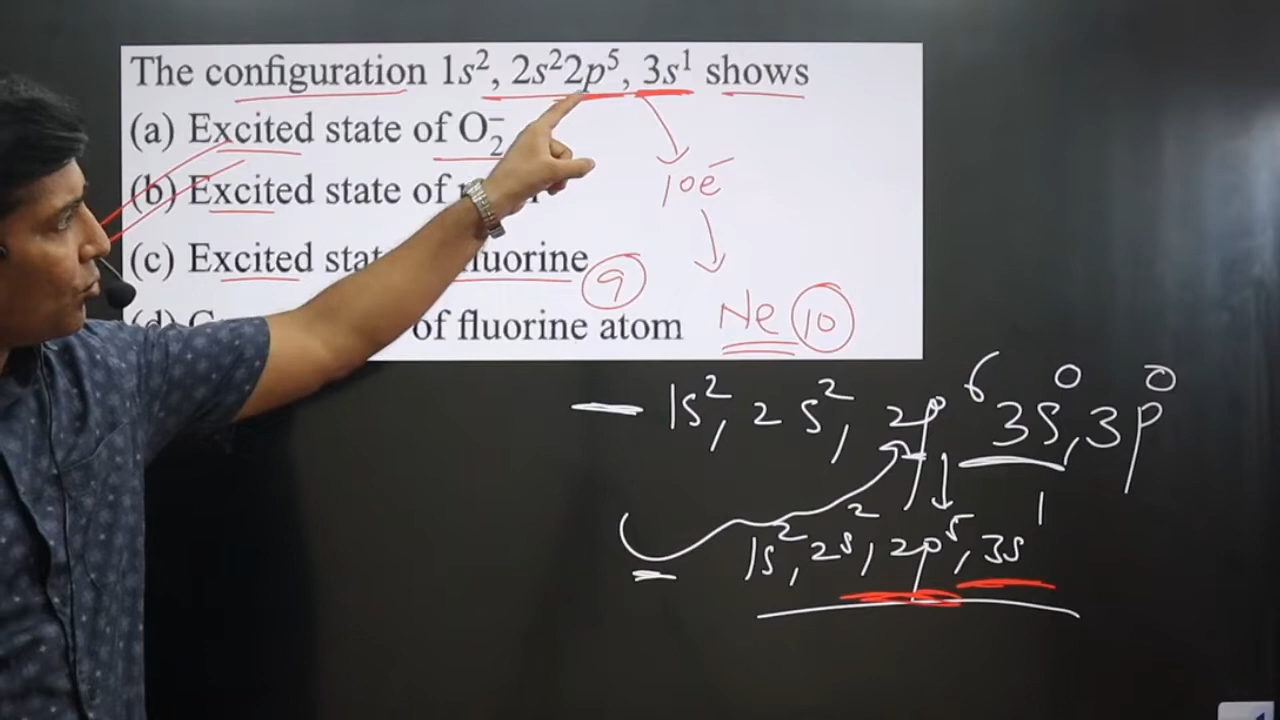 The configuration 1s², 2s²2p⁵, 3s¹ shows
(a) Excited state of O₂⁻
(b) Excited state of
(c) Excited
fluorine 9
of fluorine atom
10e⁻
Ne 10
1s², 2s², 2p⁶ 3s⁰, 3p⁰
1s², 2s², 2p⁵, 3s¹